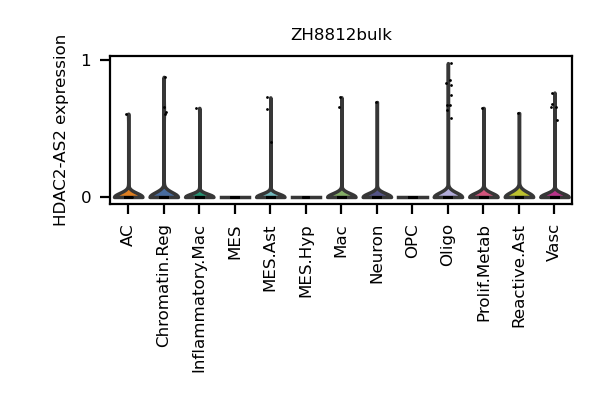 ZH8812bulk
HDAC2-AS2 expression
1
0
AC
Chromatin.Reg
Inflammatory.Mac
MES
MES.Ast
MES.Hyp
Mac
Neuron
OPC
Oligo
Prolif.Metab
Reactive.Ast
Vasc